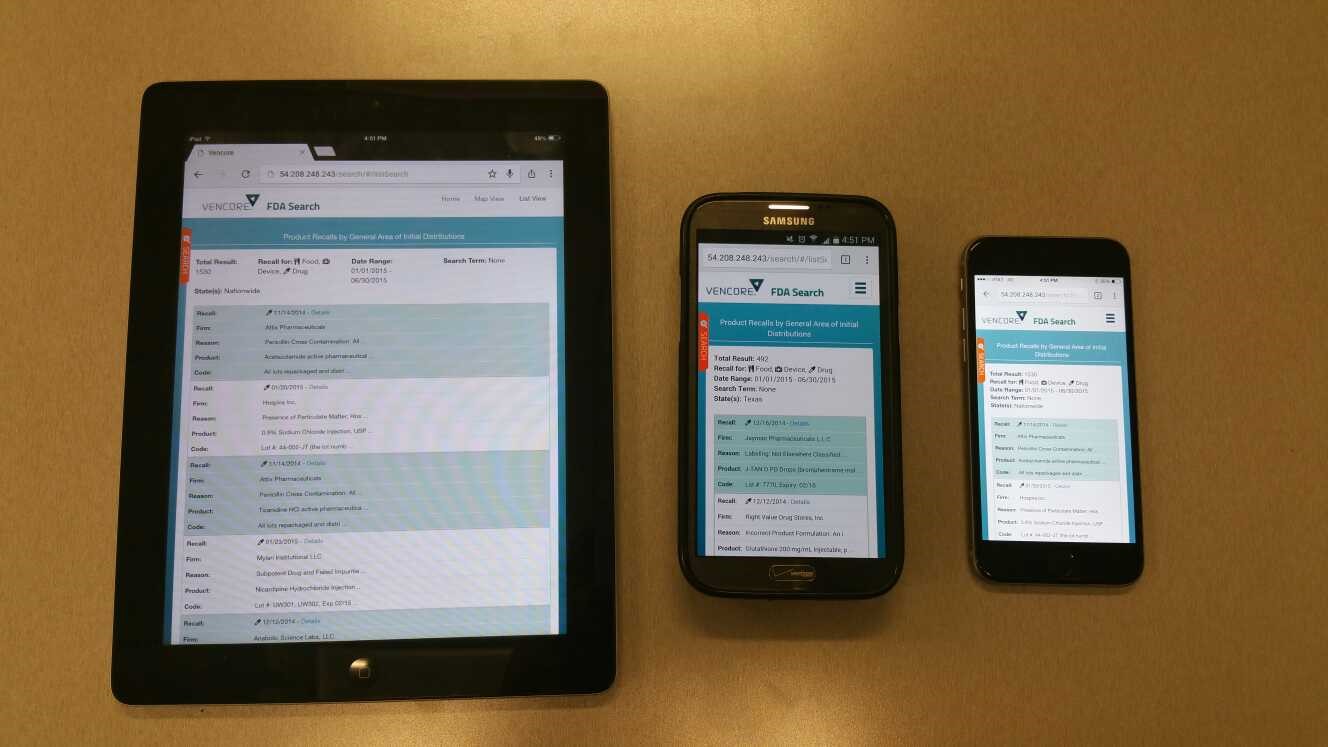 iPad
4:51 PM
48%
Vencore
54.208.248.243/search/#/listSearch
VENCORE FDA Search
Home Map View List View
Product Recalls by General Area of Initial Distributions
SEARCH
Total Result: 1530
Recall for: Food, Device, Drug
Date Range: 01/01/2015 - 06/30/2015
Search Term: None
State(s): Nationwide
Recall: 11/14/2014 - Details
Firm: Attix Pharmaceuticals
Reason: Penicillin Cross Contamination: All ...
Product: Acetazolamide active pharmaceutical ...
Code: All lots repackaged and distri ...
Recall: 01/20/2015 - Details
Firm: Hospira Inc.
Reason: Presence of Particulate Matter; Hos ...
Product: 0.9% Sodium Chloride Injection, USP ...
Code: Lot #: 44-002-JT (the lot numb ...
Recall: 11/14/2014 - Details
Firm: Attix Pharmaceuticals
Reason: Penicillin Cross Contamination: All ...
Product: Tizanidine HCl active pharmaceutica ...
Code: All lots repackaged and distri ...
Recall: 01/23/2015 - Details
Firm: Mylan Institutional LLC
Reason: Subpotent Drug and Failed Impuritie ...
Product: Nicardipine Hydrochloride Injection ...
Code: Lot #: UW301, UW302, Exp 02/15 ...
Recall: 12/12/2014 - Details
Firm: Anabolic Science Labs, LLC
SAMSUNG
4:51 PM
54.208.248.243/search/#/listSe
VENCORE FDA Search
Product Recalls by General Area of Initial
Distributions
SEARCH
Total Result: 492
Recall for: Food, Device, Drug
Date Range: 01/01/2015 - 06/30/2015
Search Term: None
State(s): Texas
Recall: 12/16/2014 - Details
Firm: Jaymac Pharmaceuticals L.L.C
Reason: Labeling: Not Elsewhere Classified ...
Product: J-TAN D PD Drops (brompheniramine mal...
Code: Lot #: 7770, Expiry: 02/16
Recall: 12/12/2014 - Details
Firm: Right Value Drug Stores, Inc.
Reason: Incorrect Product Formulation: An i
Product: Glutathione 200 mg/mL Injectable, p ...
verizon
AT&T
4:51 PM
54.208.248.243/search/#/lis
VENCORE FDA Search
Product Recalls by General Area of Initial
Distributions
SEARCH
Total Result: 1530
Recall for: Food, Device, Drug
Date Range: 01/01/2015 - 06/30/2015
Search Term: None
State(s): Nationwide
Recall: 11/14/2014 - Details
Firm: Attix Pharmaceuticals
Reason: Penicillin Cross Contamination: All ...
Product: Acetazolamide active pharmaceutical ...
Code: All lots repackaged and distri ...
Recall: 01/20/2015 - Details
Firm: Hospira Inc.
Reason: Presence of Particulate Matter; Hos
Product: 0.9% Sodium Chloride Injection, USP
Code: Lot #: 44-002-JT (the lot numb ...